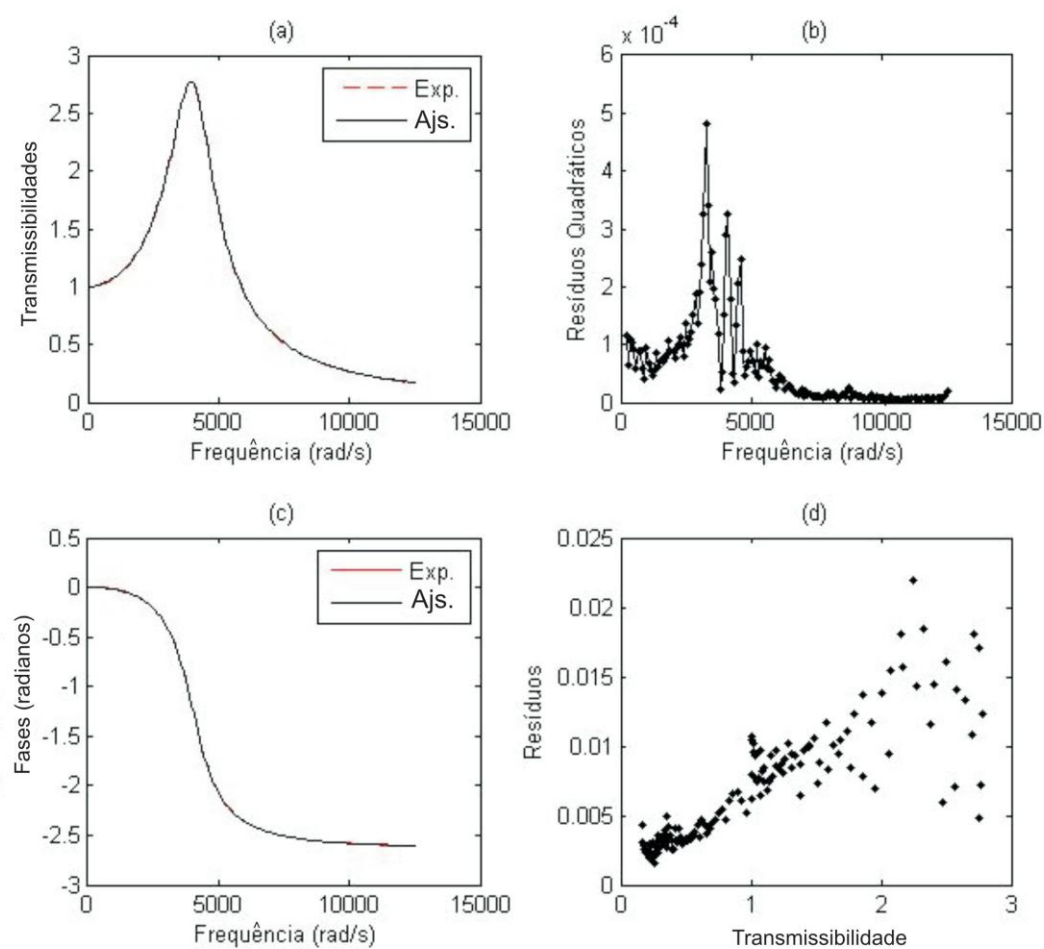 (a)
Transmissibilidades
3
2.5
2
1.5
1
0.5
0
Exp.
Ajs.
0 5000 10000 15000
Frequência (rad/s)
(b)
x 10-4
Resíduos Quadráticos
6
5
4
3
2
1
0
0 5000 10000 15000
Frequência (rad/s)
(c)
Fases (radianos)
0.5
0
-0.5
-1
-1.5
-2
-2.5
-3
Exp.
Ajs.
0 5000 10000 15000
Frequência (rad/s)
(d)
Resíduos
0.025
0.02
0.015
0.01
0.005
0
0 1 2 3
Transmissibilidade